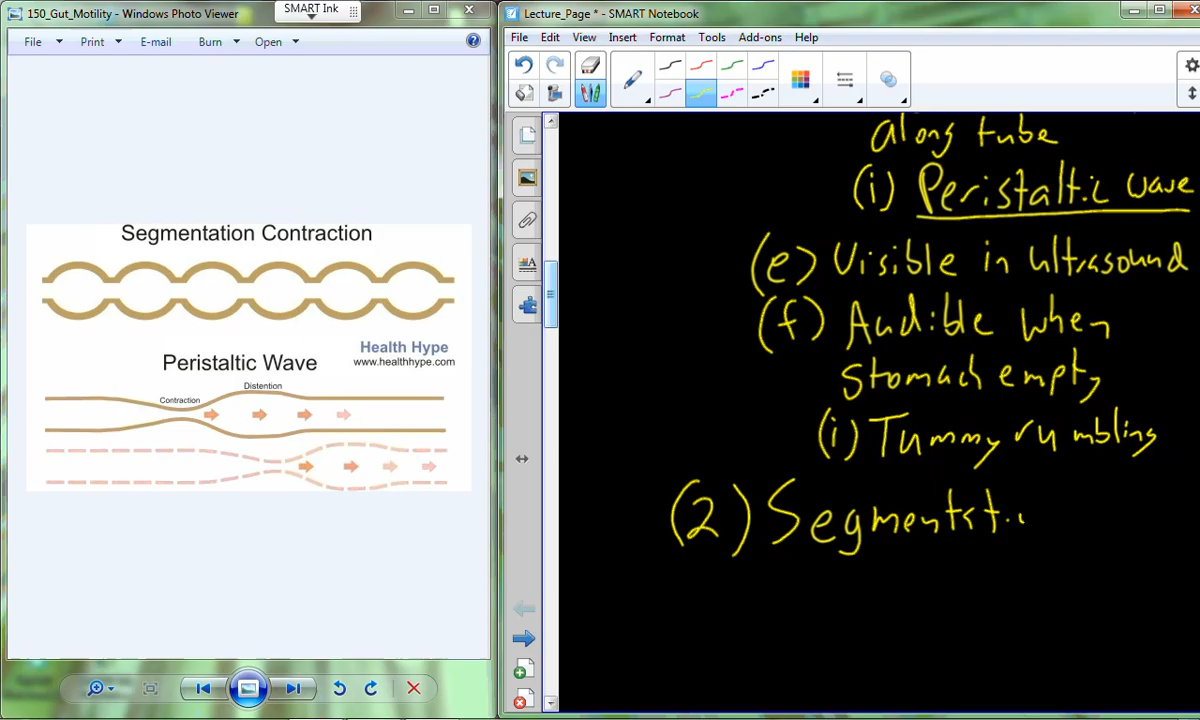 150_Gut_Motility - Windows Photo Viewer
SMART Ink
File Print E-mail Burn Open
Segmentation Contraction
Peristaltic Wave
Health Hype
www.healthhype.com
Distention
Contraction
Lecture_Page * - SMART Notebook
File Edit View Insert Format Tools Add-ons Help
along tube
(i) Peristaltic wave
(e) Visible in ultrasound
(f) Audible when
stomach empty
(i) Tummy rumbling
(2) Segmentsti